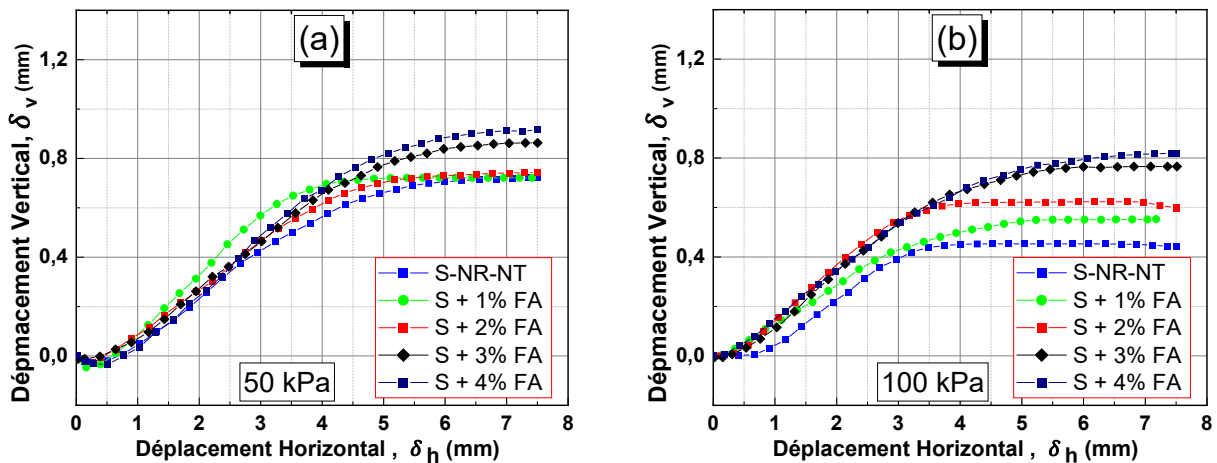 (a)
1,2
0,8
0,4
0,0
Dépmacement Vertical, δ v (mm)
S-NR-NT
S + 1% FA
S + 2% FA
S + 3% FA
S + 4% FA
50 kPa
0 1 2 3 4 5 6 7 8
Déplacement Horizontal , δ h (mm)
(b)
1,2
0,8
0,4
0,0
Dépmacement Vertical, δ v (mm)
S-NR-NT
S + 1% FA
S + 2% FA
S + 3% FA
S + 4% FA
100 kPa
0 1 2 3 4 5 6 7 8
Déplacement Horizontal , δ h (mm)